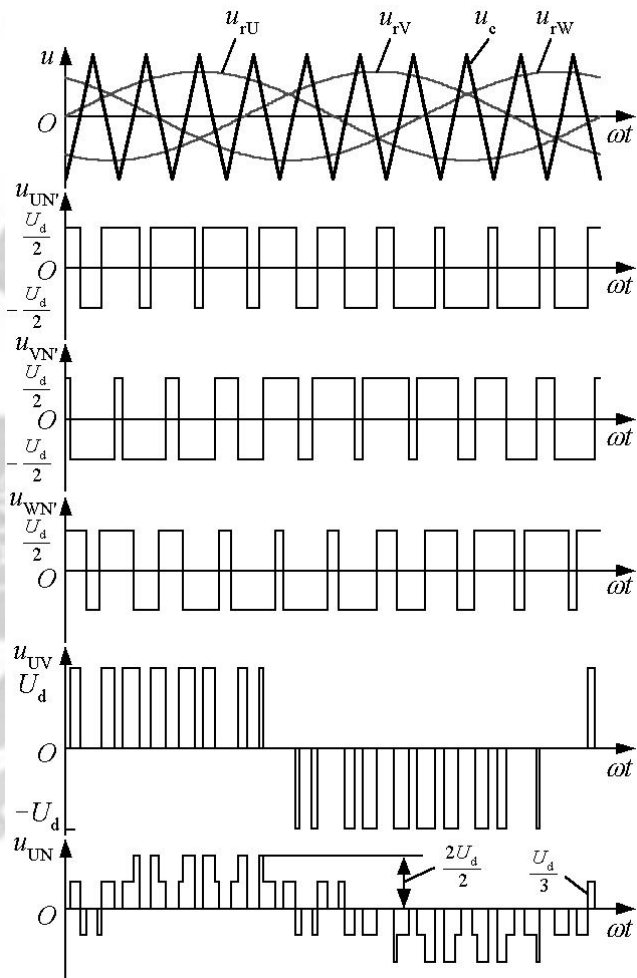 u_rU u_rV u_c u_rW
u
O
ωt
u_UN'
U_d/2
O
ωt
-U_d/2
u_VN'
U_d/2
O
ωt
-U_d/2
u_WN'
U_d/2
O
ωt
u_UV
U_d
O
ωt
-U_d
u_UN
2U_d/2 U_d/3
O
ωt